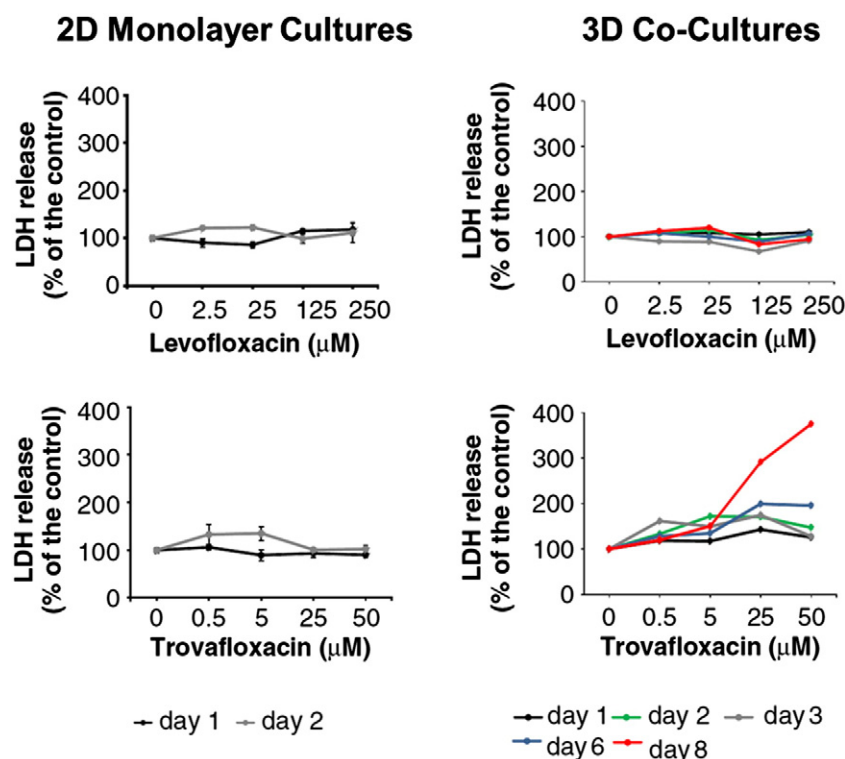 2D Monolayer Cultures
3D Co-Cultures
LDH release
(% of the control)
400
300
200
100
0
0 2.5 25 125 250
Levofloxacin (μM)
LDH release
(% of the control)
400
300
200
100
0
0 2.5 25 125 250
Levofloxacin (μM)
LDH release
(% of the control)
400
300
200
100
0
0 0.5 5 25 50
Trovafloxacin (μM)
LDH release
(% of the control)
400
300
200
100
0
0 0.5 5 25 50
Trovafloxacin (μM)
day 1 day 2
day 1 day 2 day 3
day 6 day 8